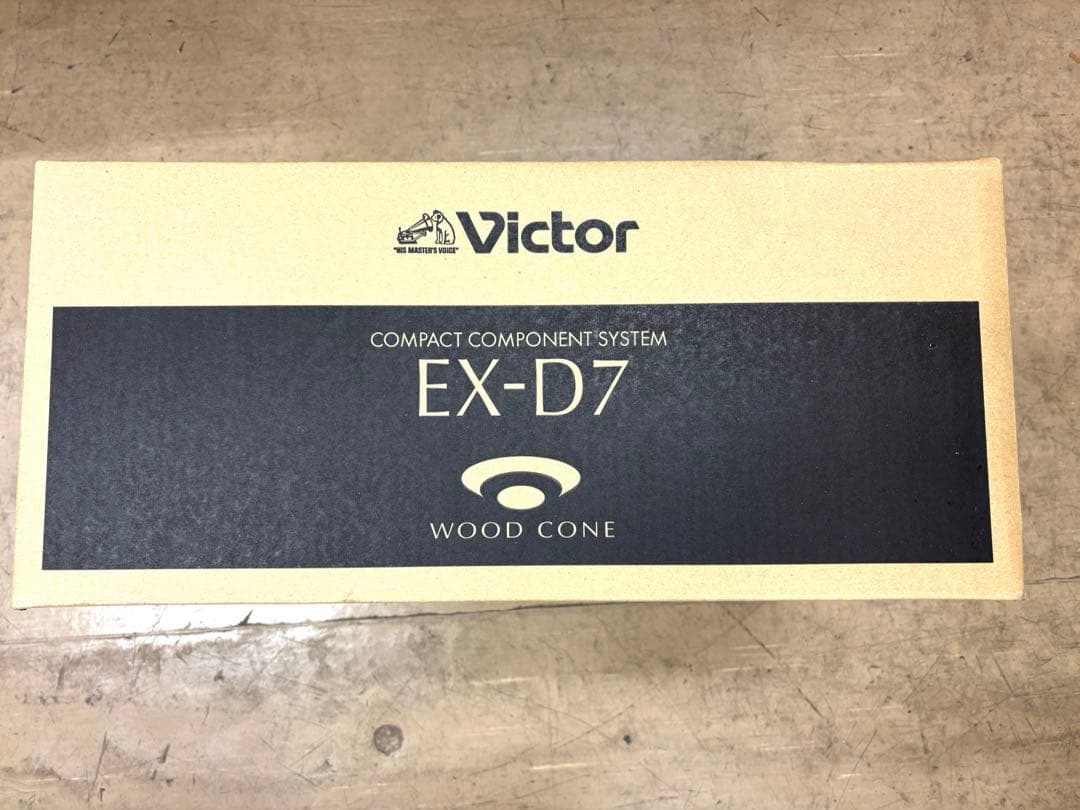 Victor
"HIS MASTER'S VOICE"
COMPACT COMPONENT SYSTEM
EX-D7
WOOD CONE